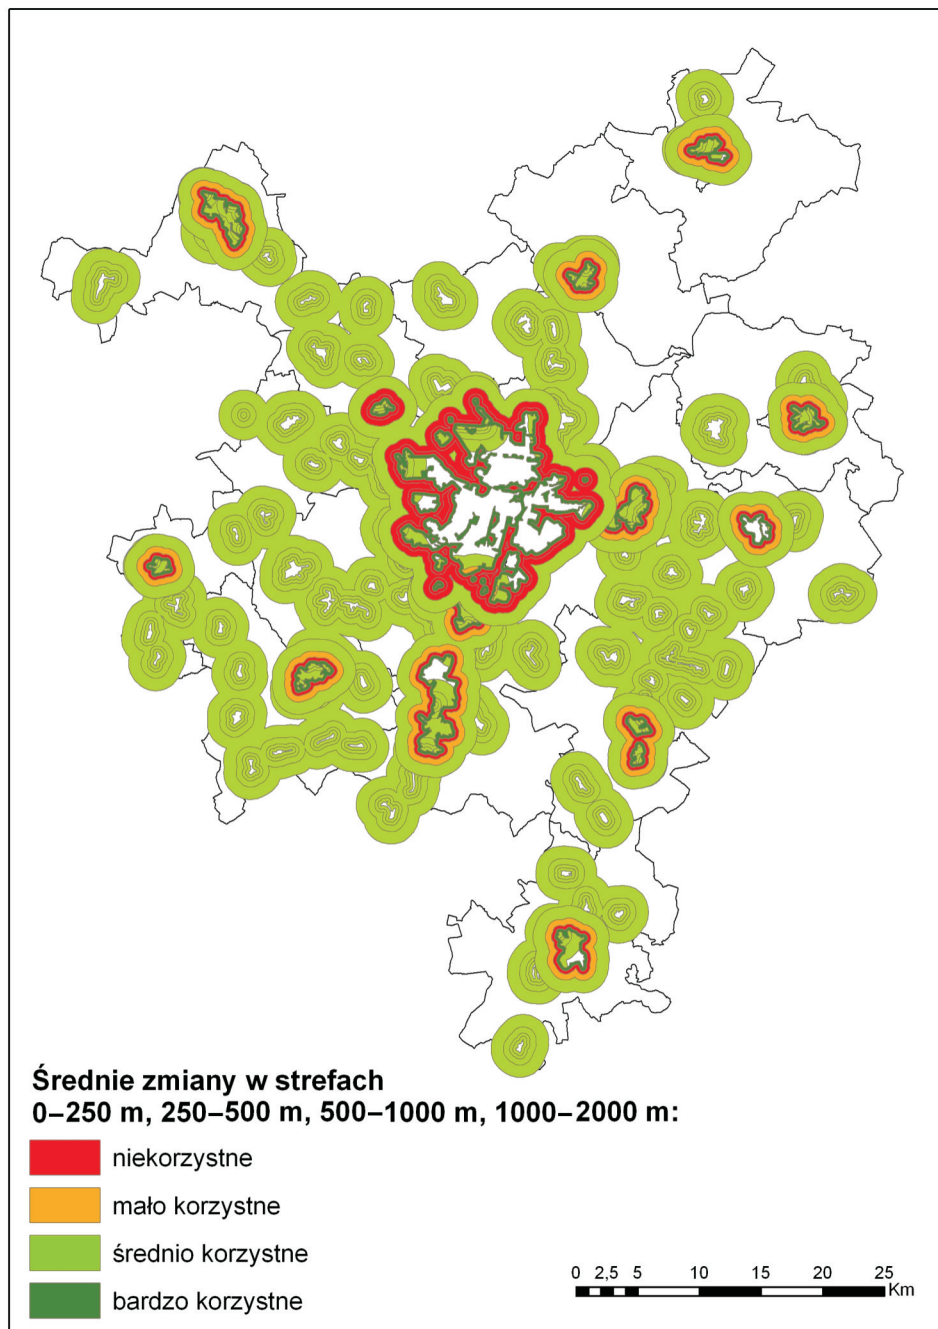 Średnie zmiany w strefach
0–250 m, 250–500 m, 500–1000 m, 1000–2000 m:
niekorzystne
mało korzystne
średnio korzystne
bardzo korzystne
0 2,5 5 10 15 20 25
Km